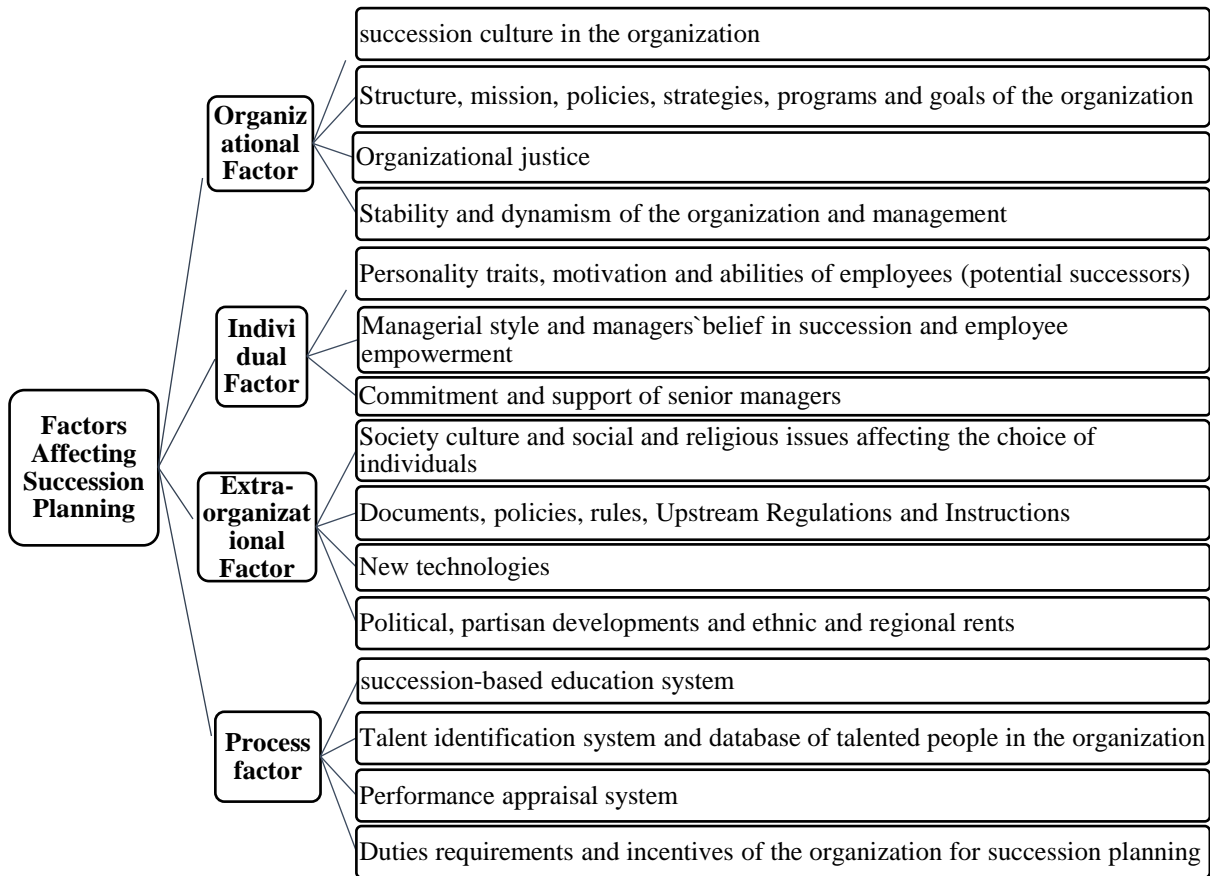 Factors
Affecting
Succession
Planning
Organiz
ational
Factor
succession culture in the organization
Structure, mission, policies, strategies, programs and goals of the organization
Organizational justice
Stability and dynamism of the organization and management
Indivi
dual
Factor
Personality traits, motivation and abilities of employees (potential successors)
Managerial style and managers`belief in succession and employee
empowerment
Commitment and support of senior managers
Extra-
organizat
ional
Factor
Society culture and social and religious issues affecting the choice of
individuals
Documents, policies, rules, Upstream Regulations and Instructions
New technologies
Political, partisan developments and ethnic and regional rents
Process
factor
succession-based education system
Talent identification system and database of talented people in the organization
Performance appraisal system
Duties requirements and incentives of the organization for succession planning